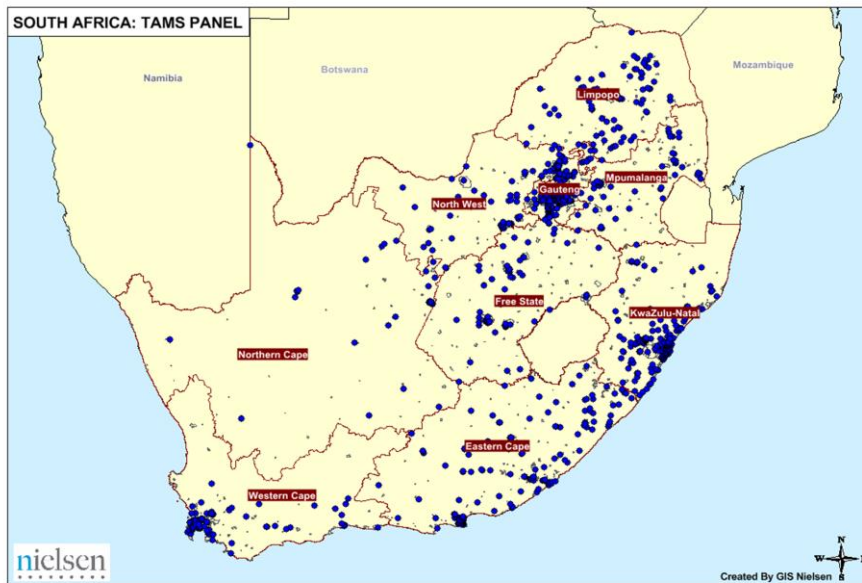 SOUTH AFRICA: TAMS PANEL
Namibia
Botswana
Mozambique
Limpopo
Mpumalanga
Gauteng
North West
Free State
KwaZulu-Natal
Northern Cape
Eastern Cape
Western Cape
nielsen
N
W
E
S
Created By GIS Nielsen